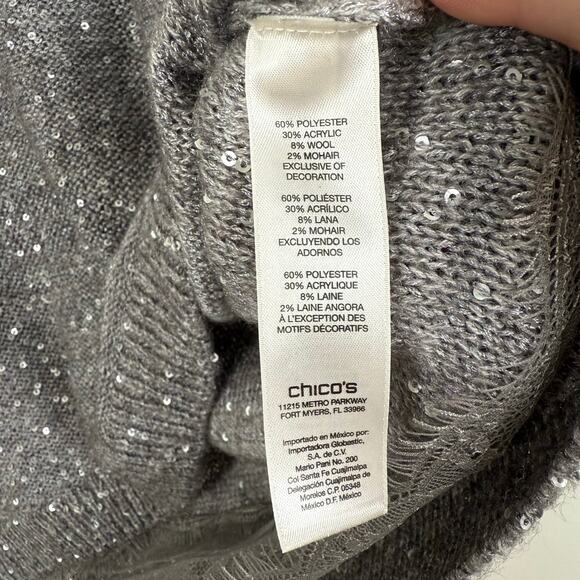 60% POLYESTER
30% ACRYLIC
8% WOOL
2% MOHAIR
EXCLUSIVE OF
DECORATION
60% POLIÉSTER
30% ACRÍLICO
8% LANA
2% MOHAIR
EXCLUYENDO LOS
ADORNOS
60% POLYESTER
30% ACRYLIQUE
8% LAINE
2% LAINE ANGORA
À L'EXCEPTION DES
MOTIFS DÉCORATIFS
chico's
11215 METRO PARKWAY
FORT MYERS, FL 33966
Importado en México por:
Importadora Globastic,
S.A. de C.V.
Mario Pani No. 200
Col Santa Fe Cuajimalpa
Delegación Cuajimalpa de
Morelos C.P. 05348
México D.F. México